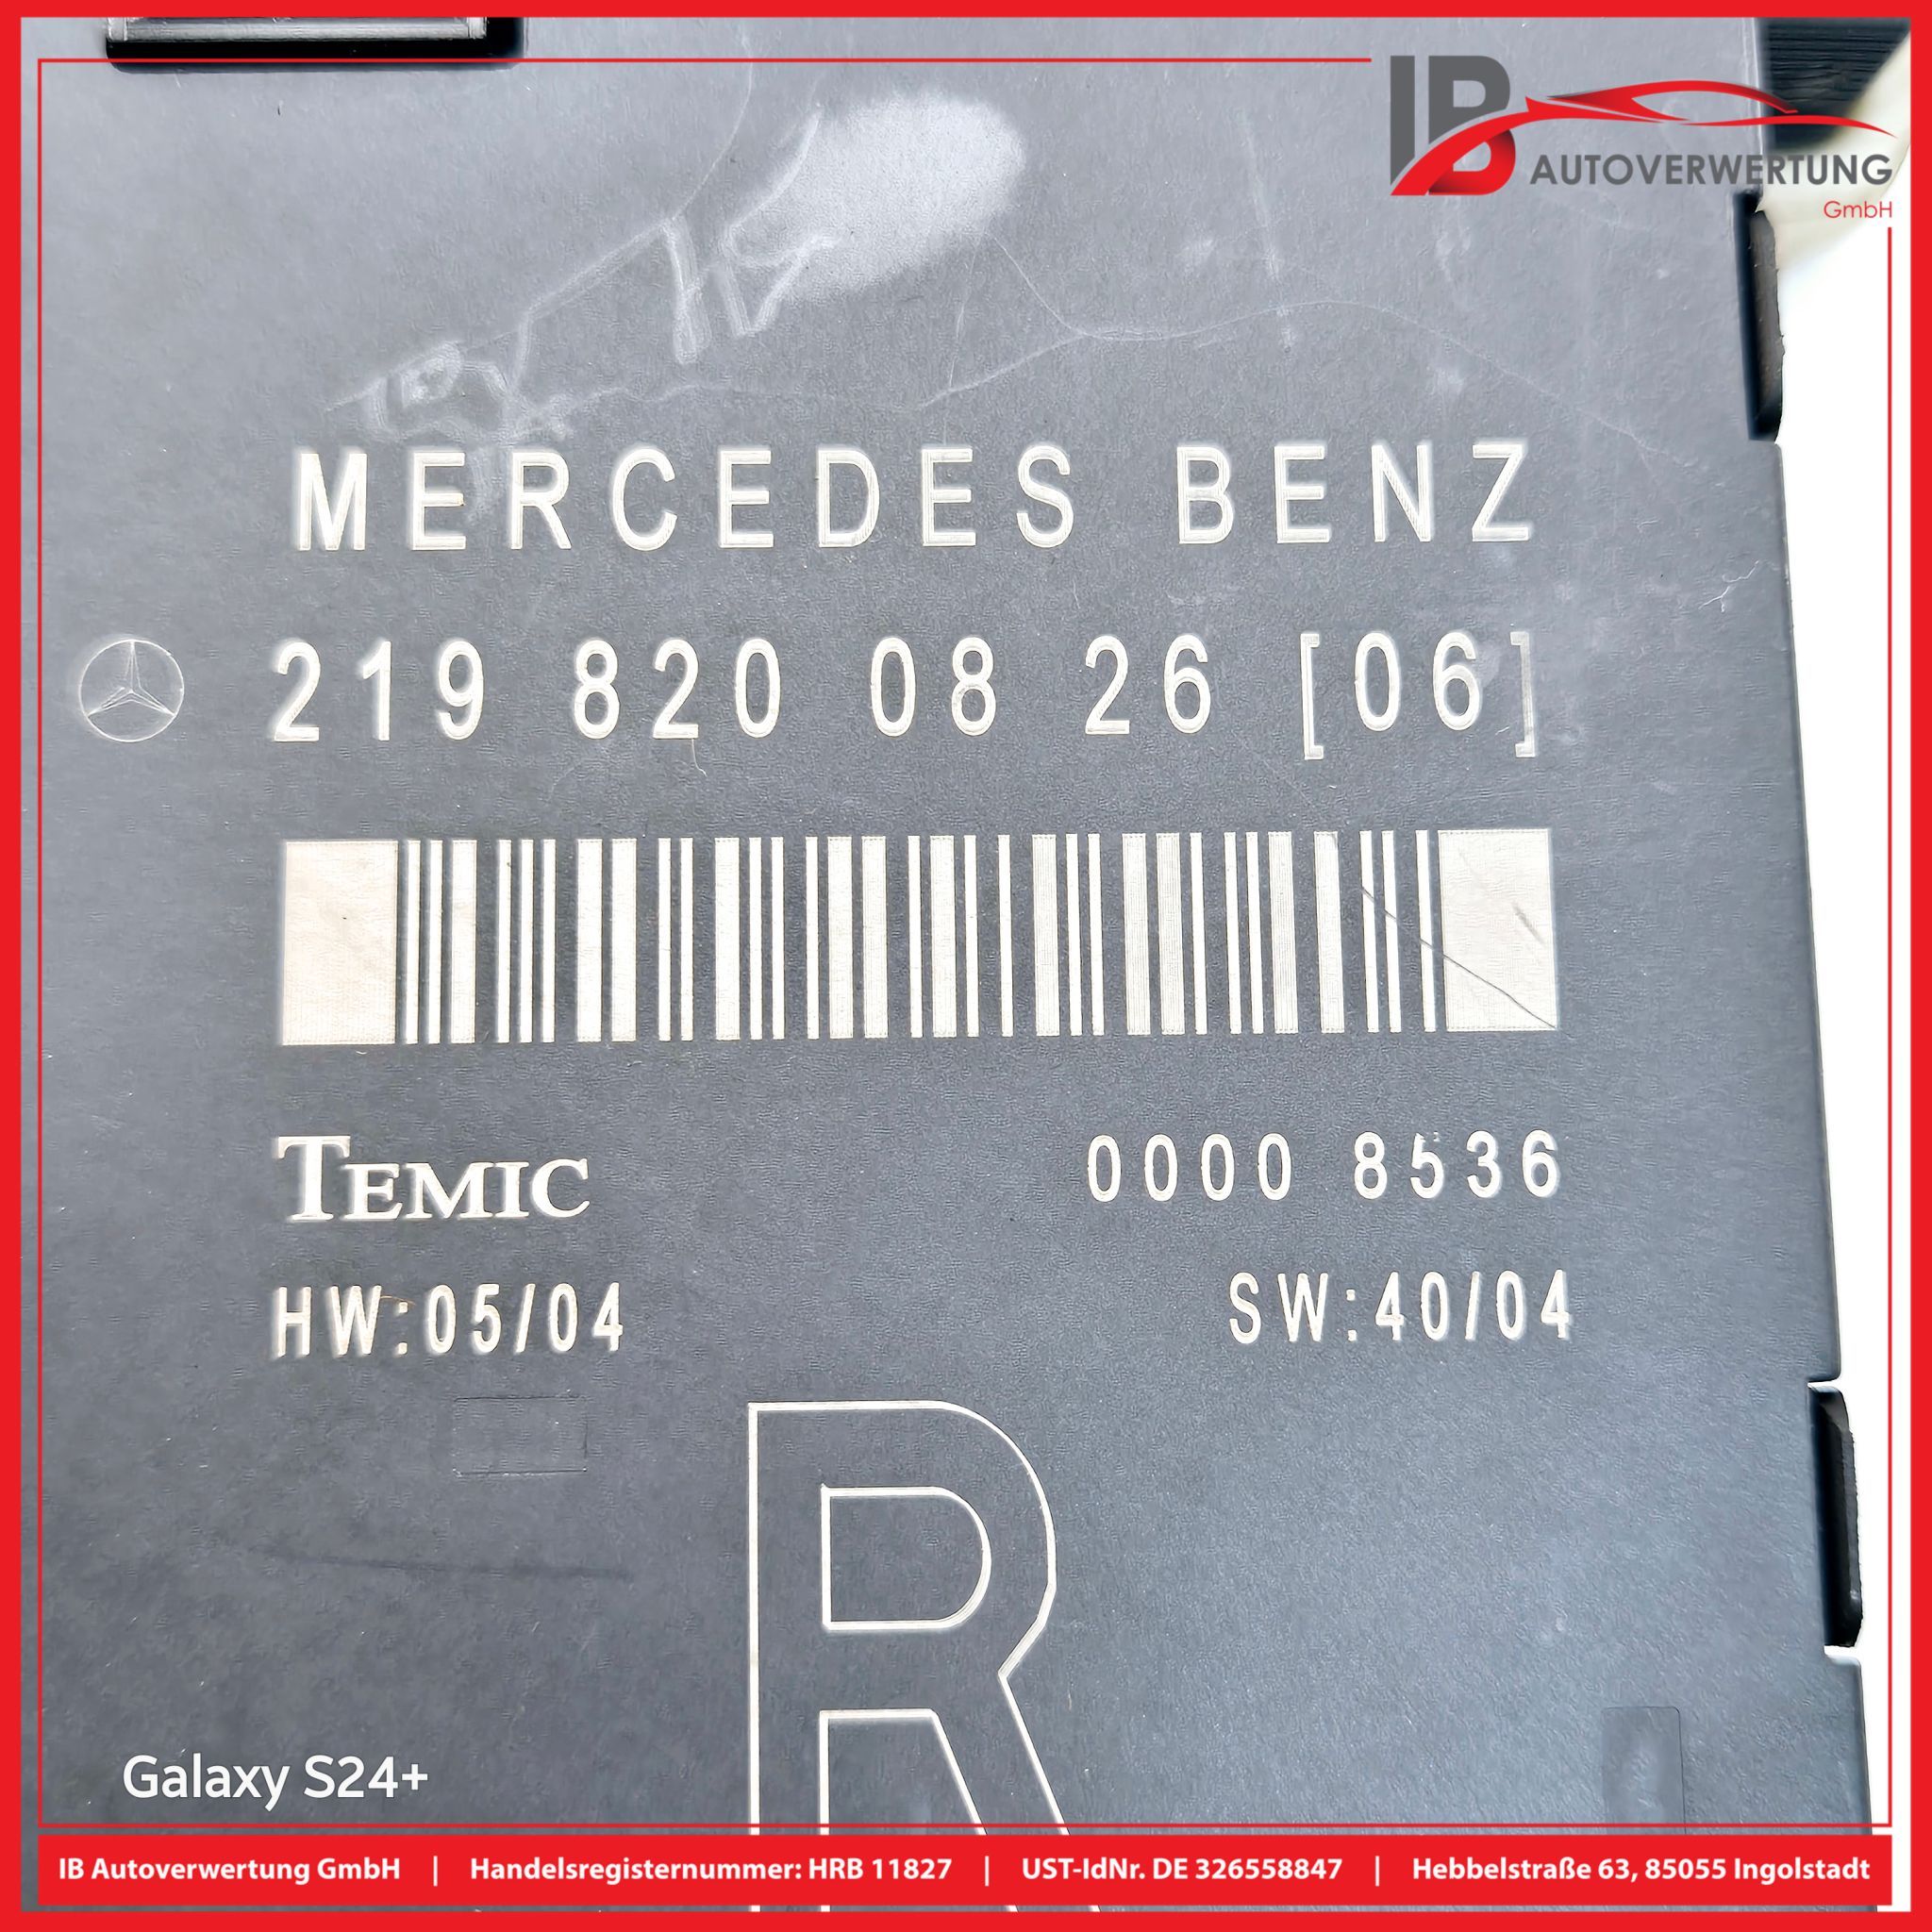 IB
AUTOVERWERTUNG
GmbH
MERCEDES BENZ
219 820 08 26 [06]
TEMIC 0000 8536
HW:05/04 SW:40/04
R
Galaxy S24+
IB Autoverwertung GmbH | Handelsregisternummer: HRB 11827 | UST-IdNr. DE 326558847 | Hebbelstraße 63, 85055 Ingolstadt